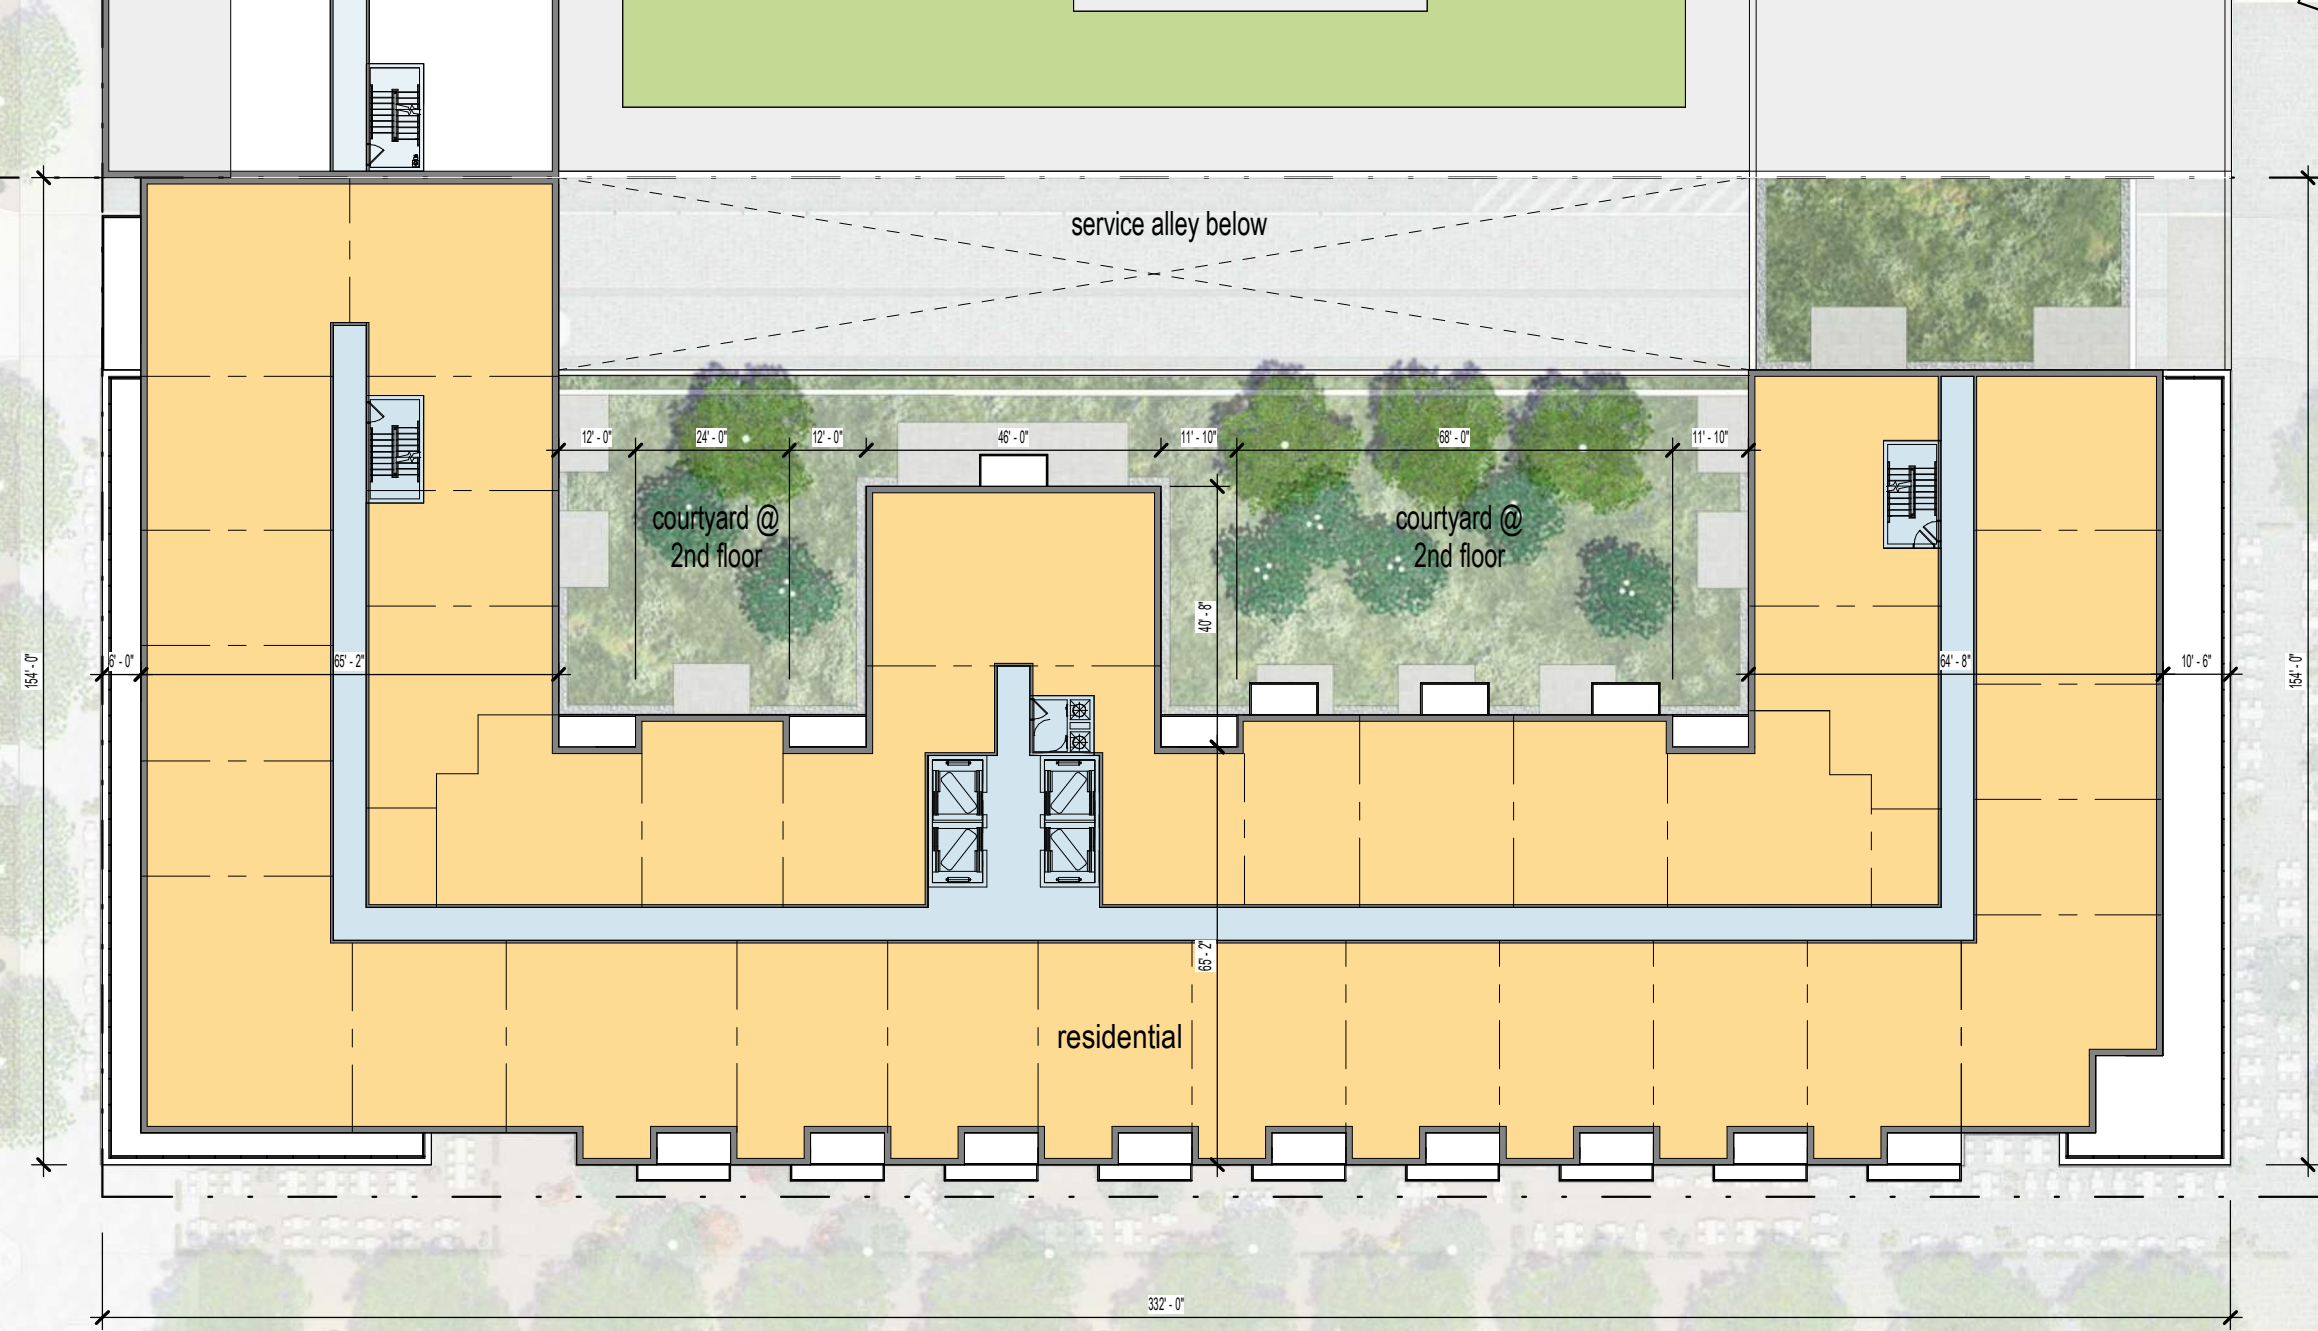 service alley below
12' - 0"
24' - 0"
12' - 0"
46' - 0"
11' - 10"
68' - 0"
11' - 10"
courtyard @
2nd floor
courtyard @
2nd floor
40' - 8"
154' - 0"
6' - 0"
65' - 2"
64' - 8"
10' - 6"
154' - 0"
65' - 2"
residential
332' - 0"